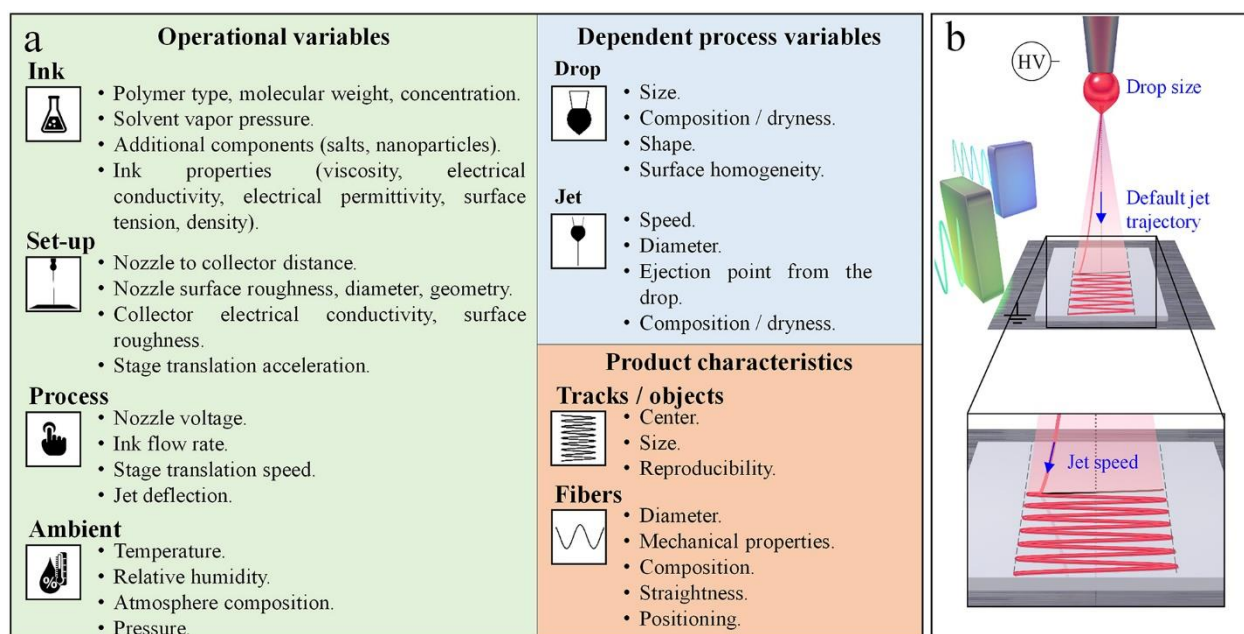 a
Operational variables
Ink
• Polymer type, molecular weight, concentration.
• Solvent vapor pressure.
• Additional components (salts, nanoparticles).
• Ink properties (viscosity, electrical
conductivity, electrical permittivity, surface
tension, density).
Set-up
• Nozzle to collector distance.
• Nozzle surface roughness, diameter, geometry.
• Collector electrical conductivity, surface
roughness.
• Stage translation acceleration.
Process
• Nozzle voltage.
• Ink flow rate.
• Stage translation speed.
• Jet deflection.
Ambient
%
• Temperature.
• Relative humidity.
• Atmosphere composition.
• Pressure.
Dependent process variables
Drop
• Size.
• Composition / dryness.
• Shape.
• Surface homogeneity.
Jet
• Speed.
• Diameter.
• Ejection point from the
drop.
• Composition / dryness.
Product characteristics
Tracks / objects
• Center.
• Size.
• Reproducibility.
Fibers
• Diameter.
• Mechanical properties.
• Composition.
• Straightness.
• Positioning.
b
HV
Drop size
Default jet
trajectory
Jet speed